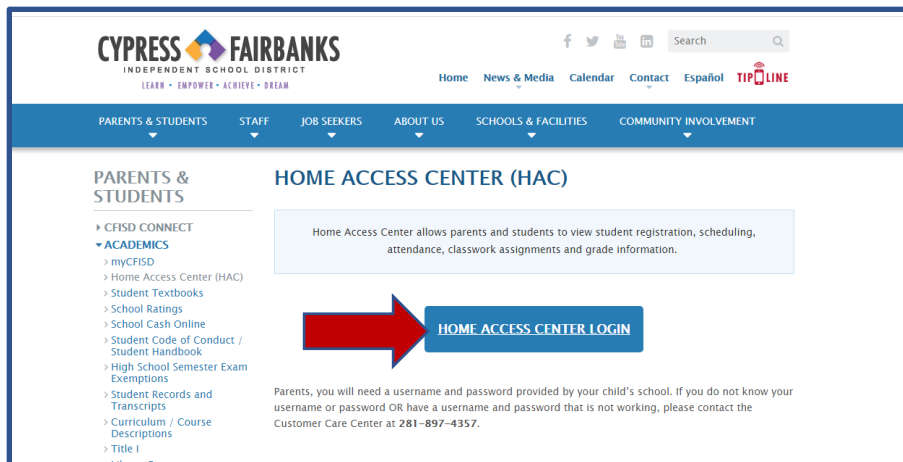 CYPRESS FAIRBANKS
INDEPENDENT SCHOOL DISTRICT
LEARN • EMPOWER • ACHIEVE • DREAM
Search
Home News & Media Calendar Contact Español TIPLINE
PARENTS & STUDENTS STAFF JOB SEEKERS ABOUT US SCHOOLS & FACILITIES COMMUNITY INVOLVEMENT
PARENTS &
STUDENTS
CFISD CONNECT
ACADEMICS
> myCFISD
> Home Access Center (HAC)
> Student Textbooks
> School Ratings
> School Cash Online
> Student Code of Conduct /
Student Handbook
> High School Semester Exam
Exemptions
> Student Records and
Transcripts
> Curriculum / Course
Descriptions
> Title I
HOME ACCESS CENTER (HAC)
Home Access Center allows parents and students to view student registration, scheduling,
attendance, classwork assignments and grade information.
HOME ACCESS CENTER LOGIN
Parents, you will need a username and password provided by your child's school. If you do not know your
username or password OR have a username and password that is not working, please contact the
Customer Care Center at 281-897-4357.